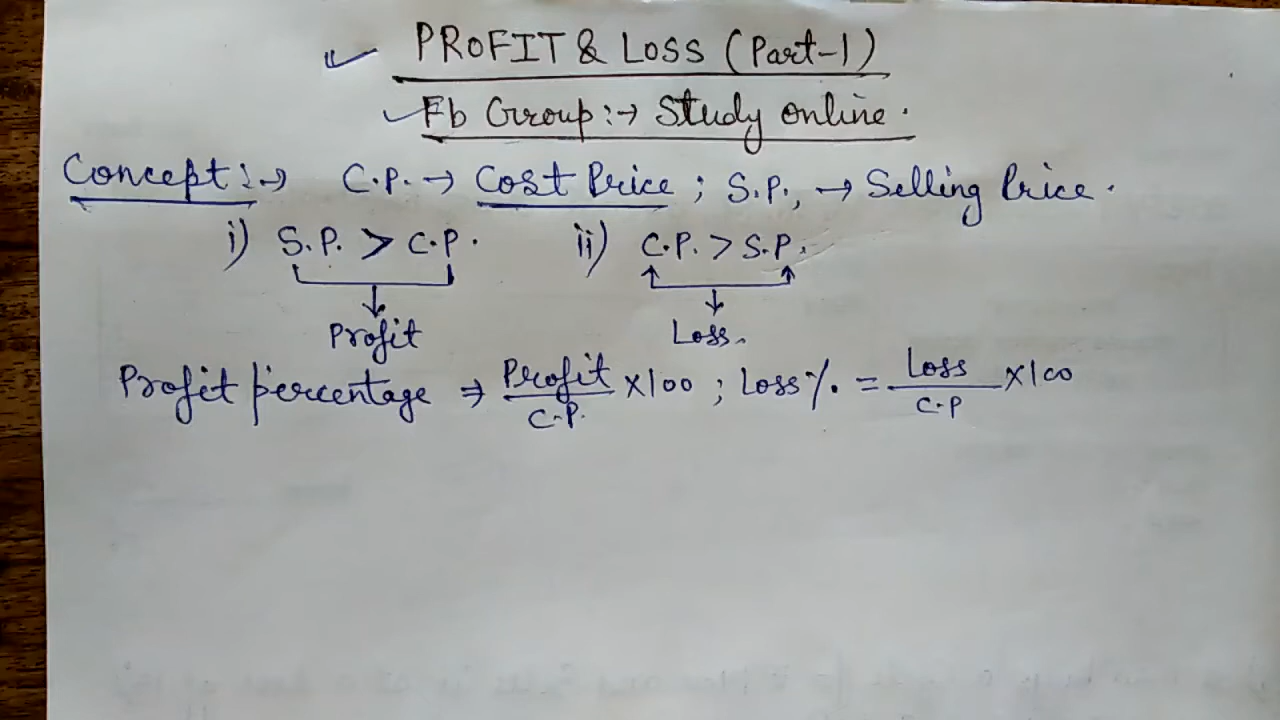 PROFIT & LOSS (Part-1)
Fb Group:→ Study online.
Concept:→ C.P. → Cost Price ; S.P., → Selling Price.
i) S.P. > C.P. ii) C.P. > S.P.
Profit Loss.
Profit percentage ⇒ Profit/C.P. ×100 ; Loss% = Loss/C.P ×100